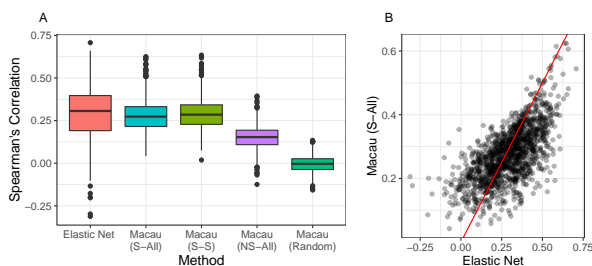 A
Spearman's Correlation
0.75
0.50
0.25
0.00
−0.25
Elastic Net
Macau
(S−All)
Macau
(S−S)
Macau
(NS−All)
Macau
(Random)
Method
B
Macau (S−All)
0.6
0.4
0.2
−0.25
0.00
0.25
0.50
0.75
Elastic Net